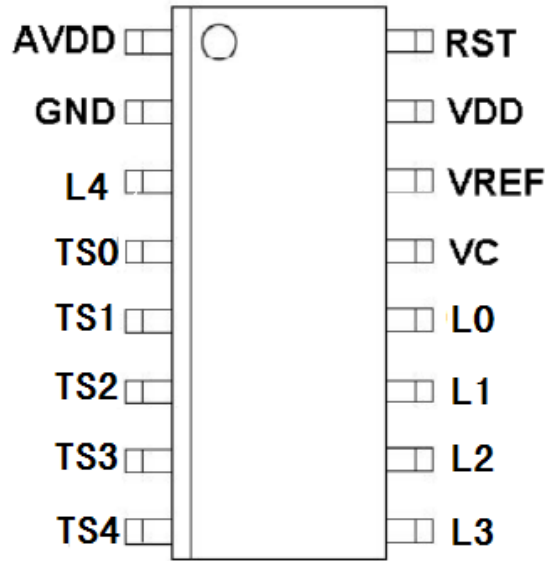 AVDD RST
GND VDD
L4 VREF
TS0 VC
TS1 L0
TS2 L1
TS3 L2
TS4 L3